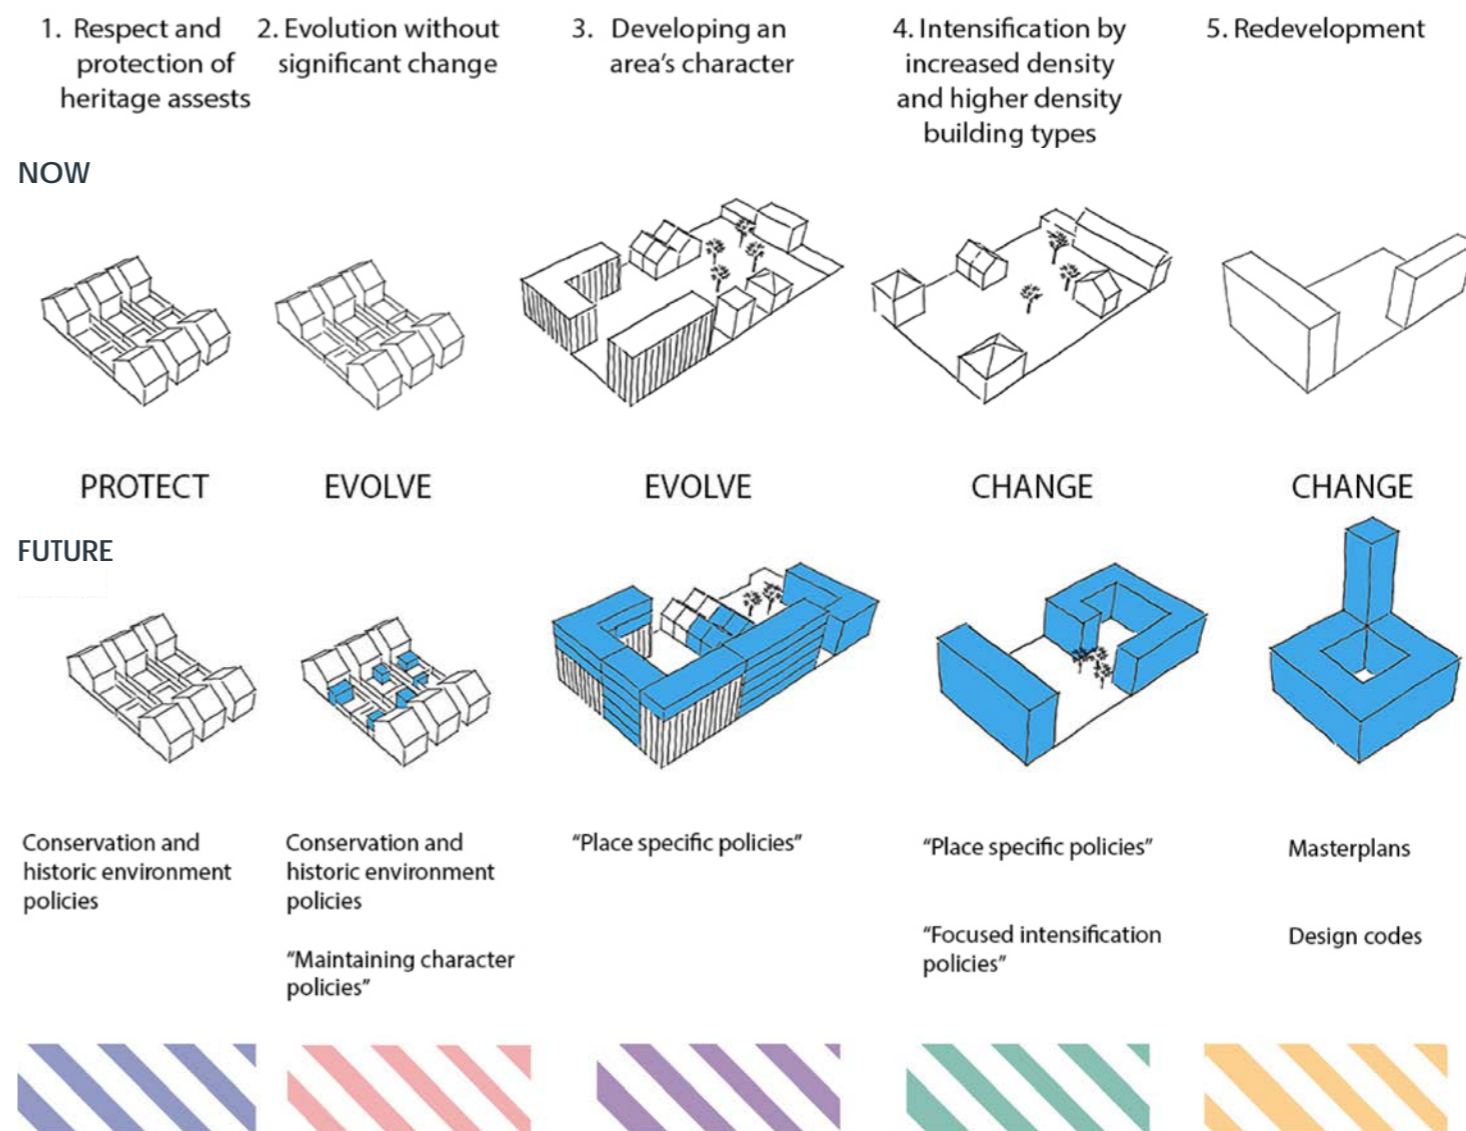 1. Respect and
protection of
heritage assests
2. Evolution without
significant change
3. Developing an
area's character
4. Intensification by
increased density
and higher density
building types
5. Redevelopment
NOW
PROTECT
EVOLVE
EVOLVE
CHANGE
CHANGE
FUTURE
Conservation and
historic environment
policies
Conservation and
historic environment
policies
"Maintaining character
policies"
"Place specific policies"
"Place specific policies"
"Focused intensification
policies"
Masterplans
Design codes